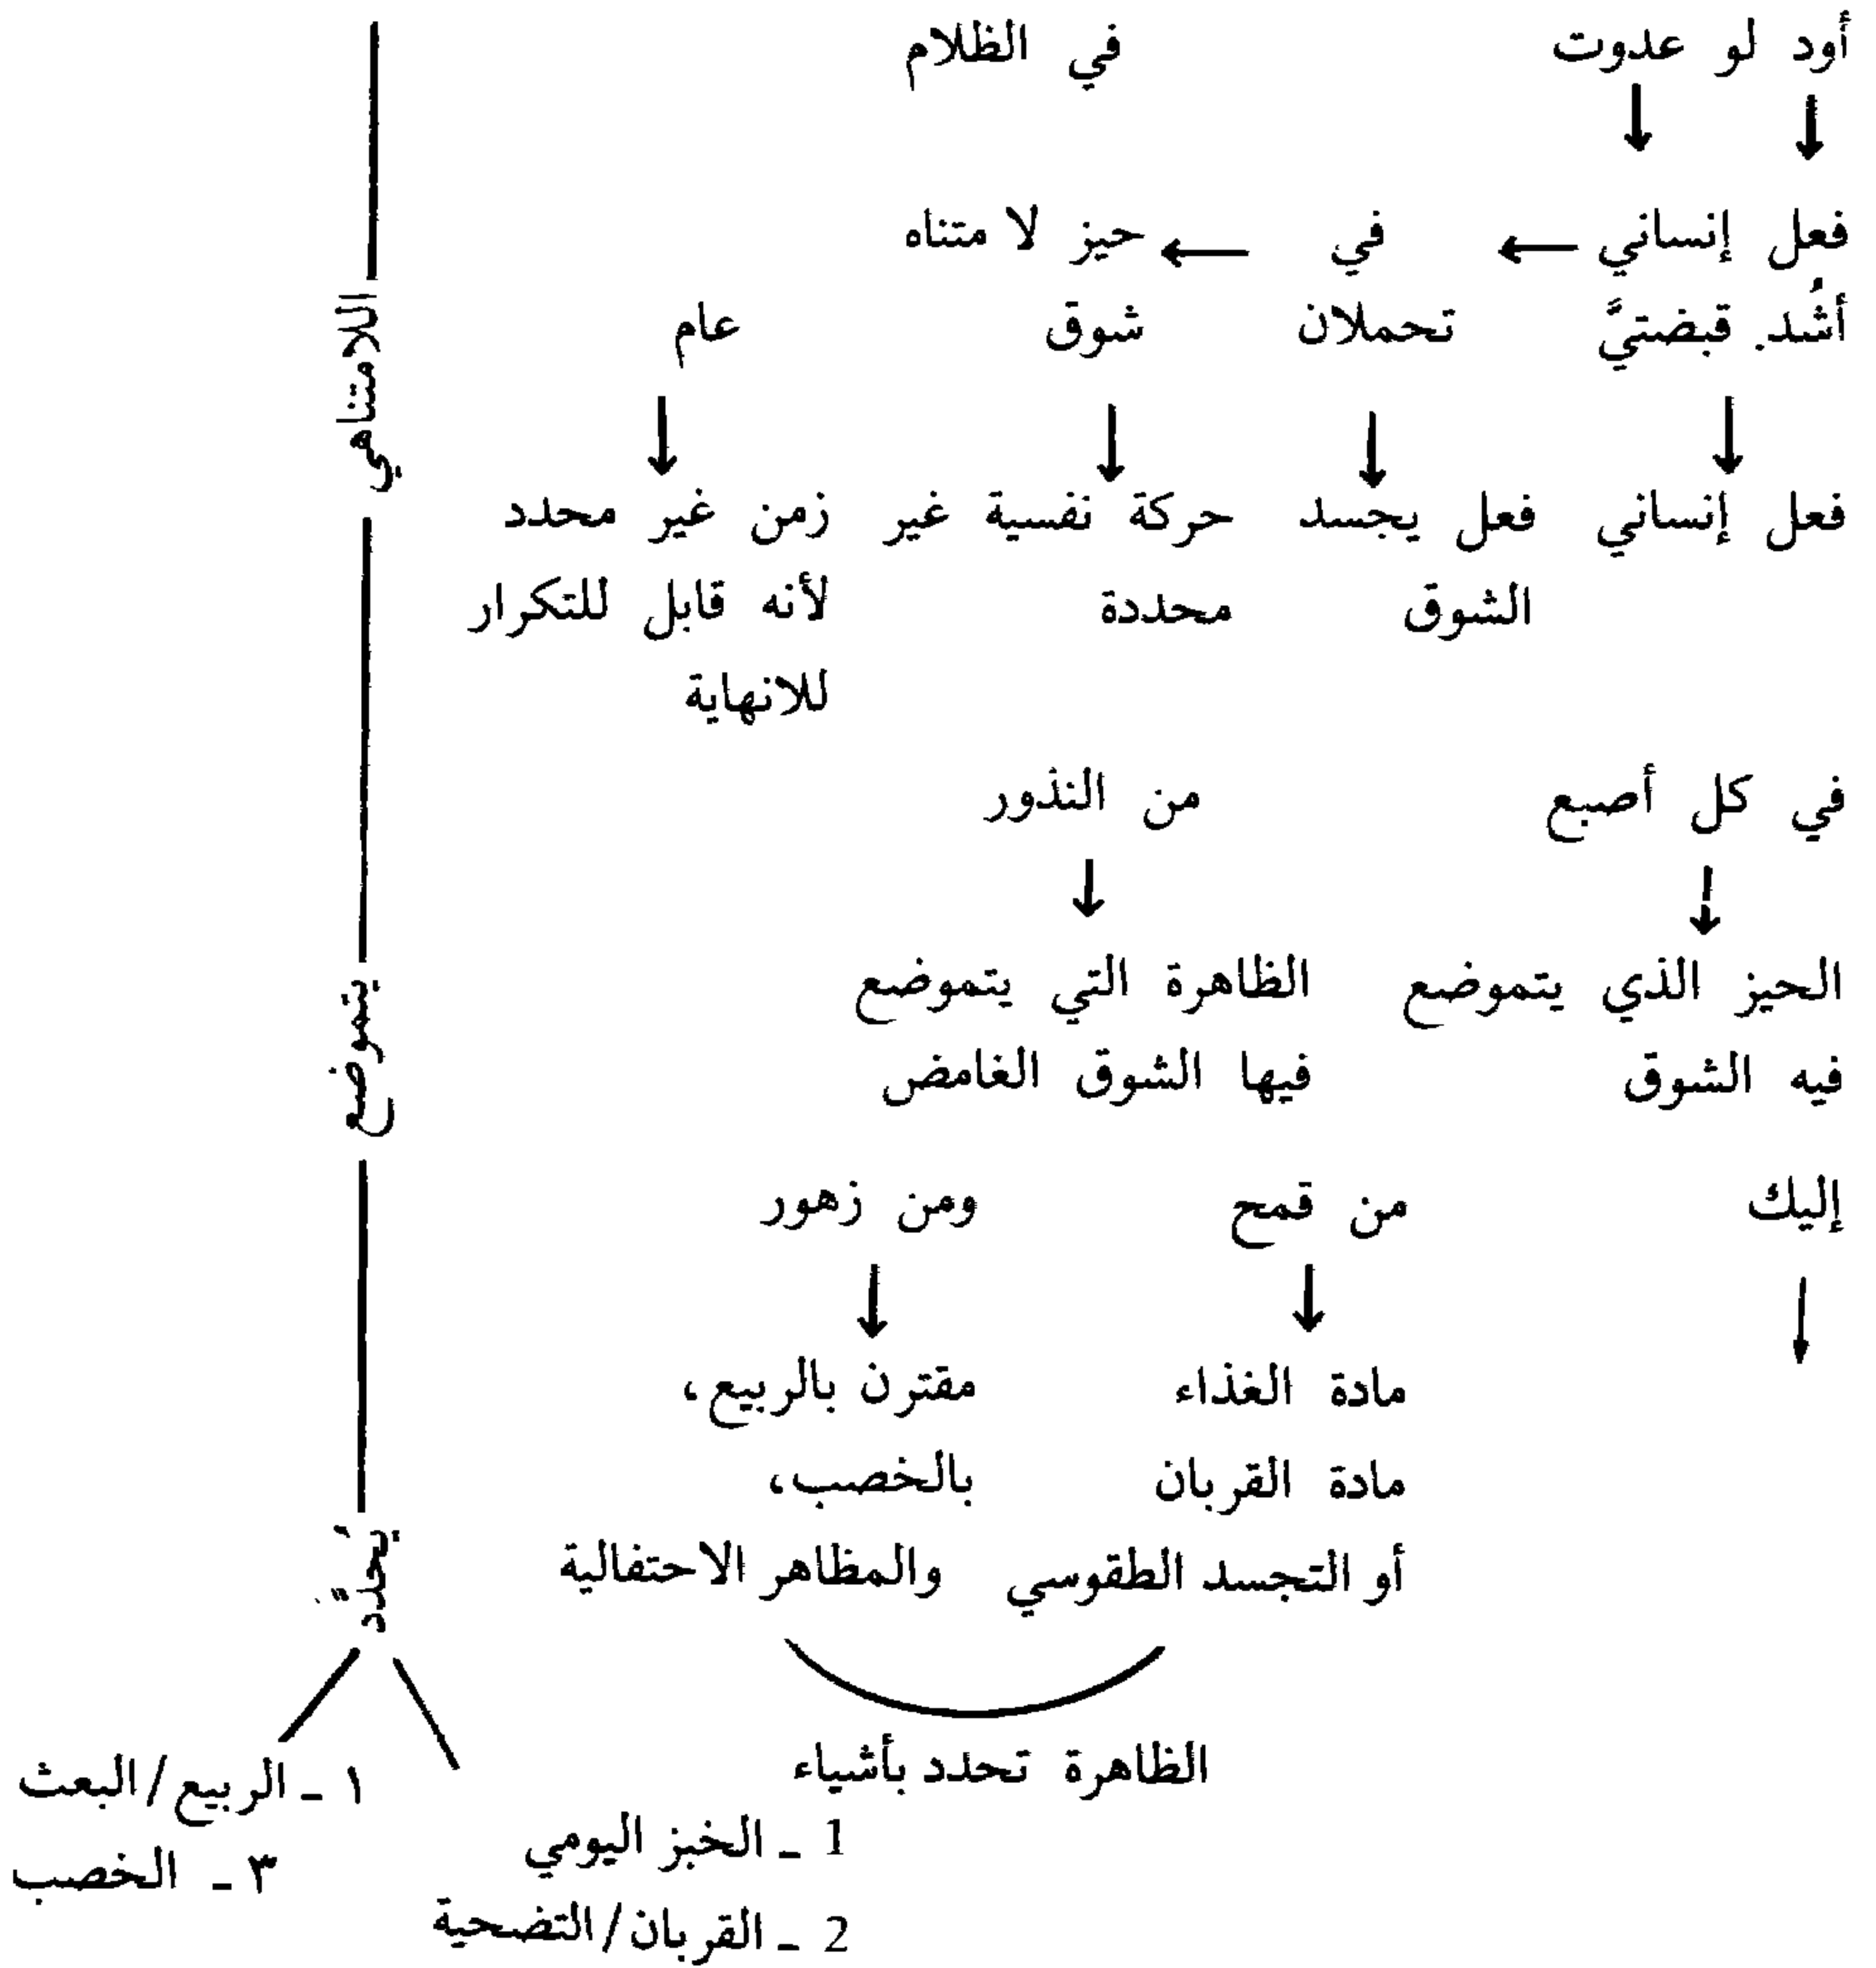 أود لو عدوت في الظلام
فعل إنساني ← في ← حيز لا متناه
أشُد. قبضتيَّ تحملان شوق عام
فعل إنساني فعل يجسد حركة نفسية غير زمن غير محدد
الشوق محددة لأنه قابل للتكرار
للانهاية
في كل أصبع من النذور
الحيز الذي يتموضع الظاهرة التي يتموضع
فيه الشوق فيها الشوق الغامض
إليك من قمح ومن زهور
مادة الغذاء مقترن بالربيع،
مادة القربان بالخصب،
أو التجسد الطقوسي والمظاهر الاحتفالية
الظاهرة تحدد بأشياء
1 ـ الخبز اليومي
2 ـ القربان/التضحية
اللامتناهي
يتموضع
يتحدّد
١ ـ الربيع/البعث
٣ ـ الخصب